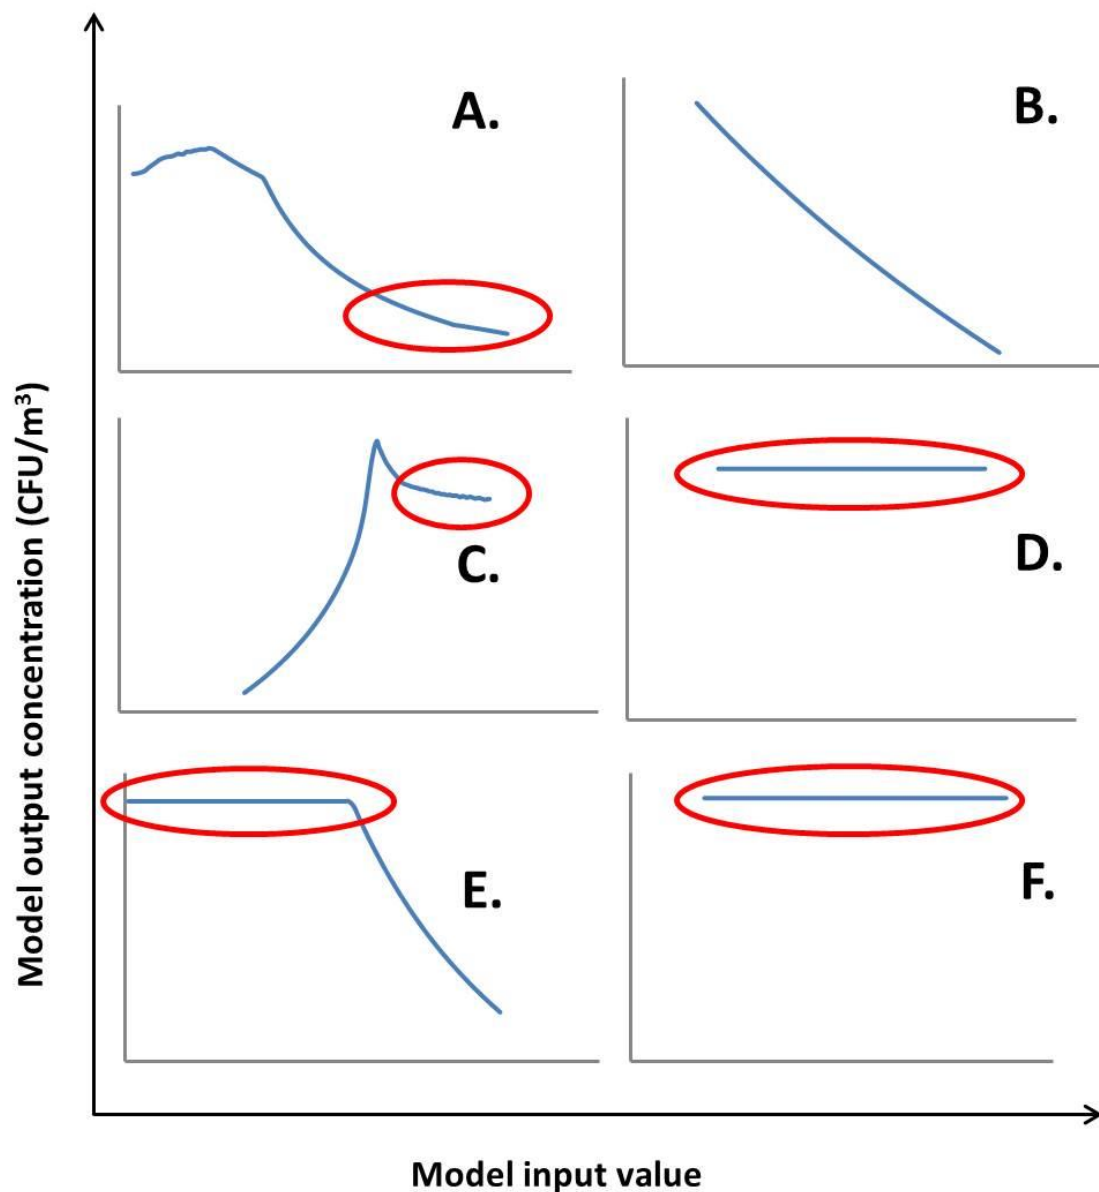 A.
B.
C.
D.
E.
F.
Model output concentration (CFU/m³)
Model input value